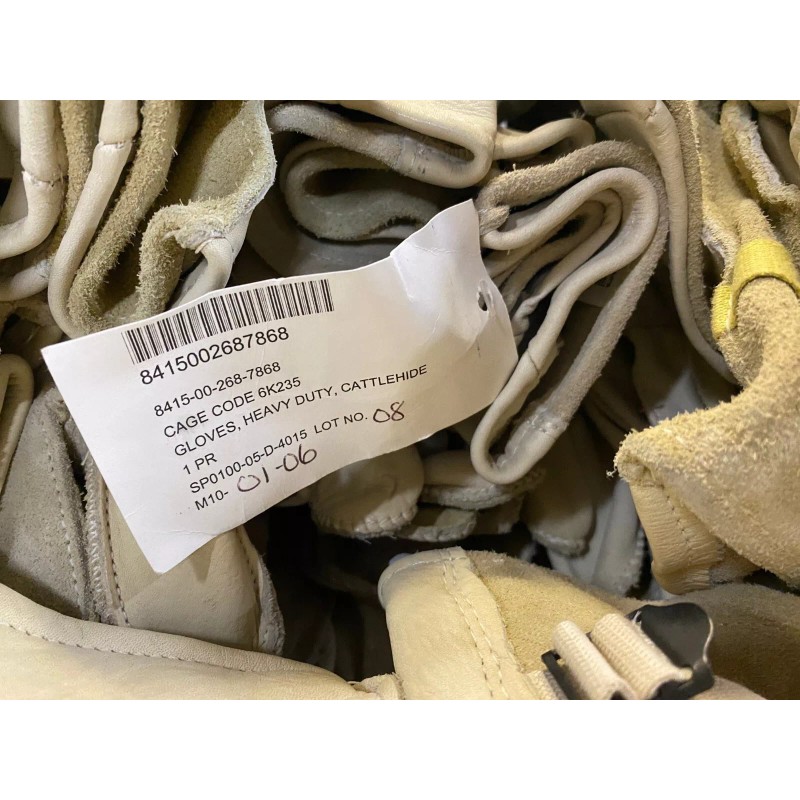 8415002687868
8415-00-268-7868
CAGE CODE 6K235
GLOVES, HEAVY DUTY, CATTLEHIDE
1 PR
SP0100-05-D-4015 LOT NO. 08
M10- 01-06